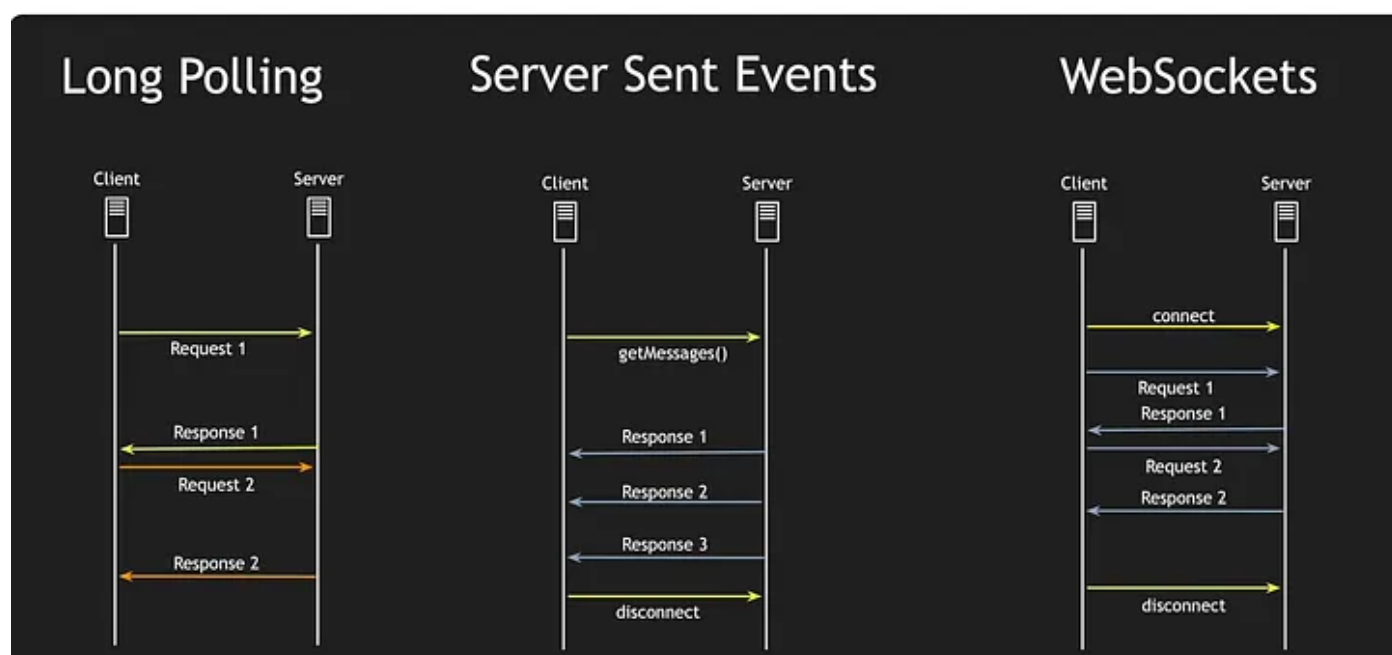 Long Polling
Client
Server
Request 1
Response 1
Request 2
Response 2
Server Sent Events
Client
Server
getMessages()
Response 1
Response 2
Response 3
disconnect
WebSockets
Client
Server
connect
Request 1
Response 1
Request 2
Response 2
disconnect